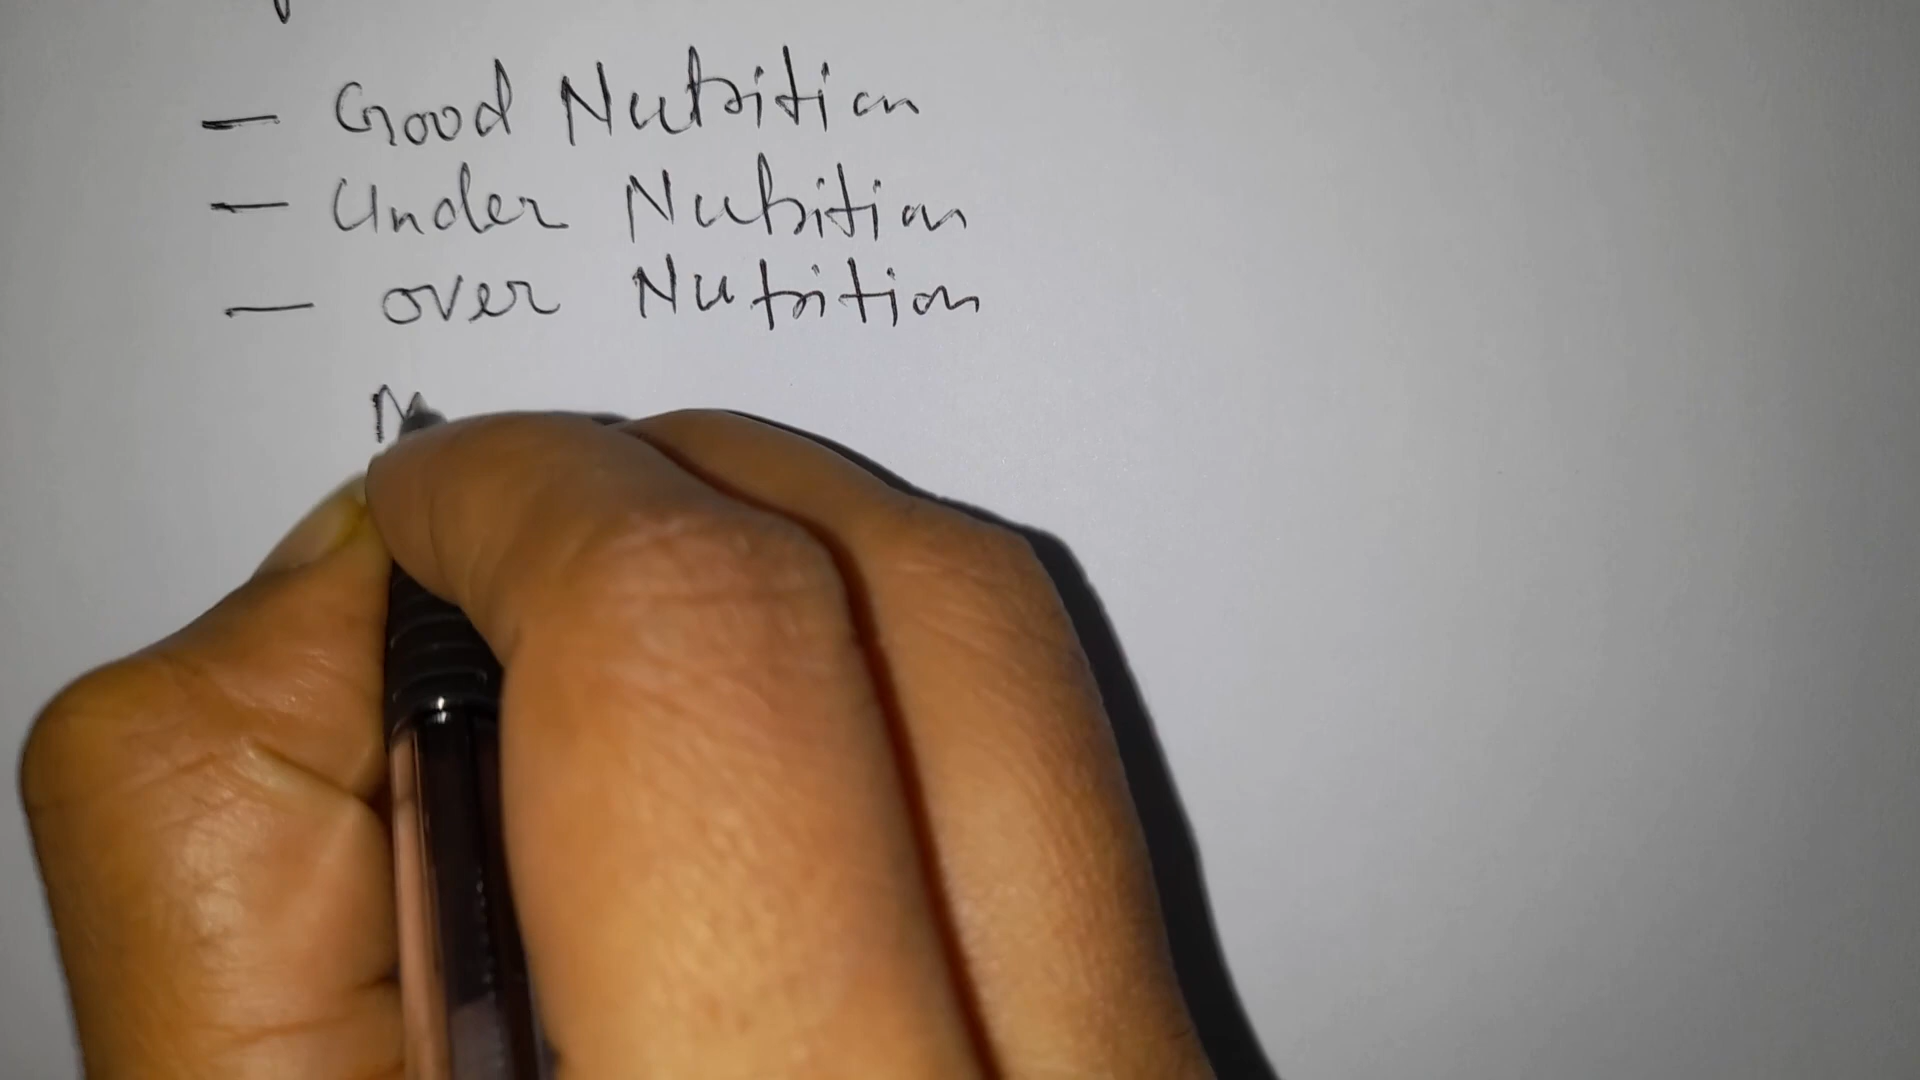 - Good Nutrition
- Under Nutrition
- over Nutrition
M